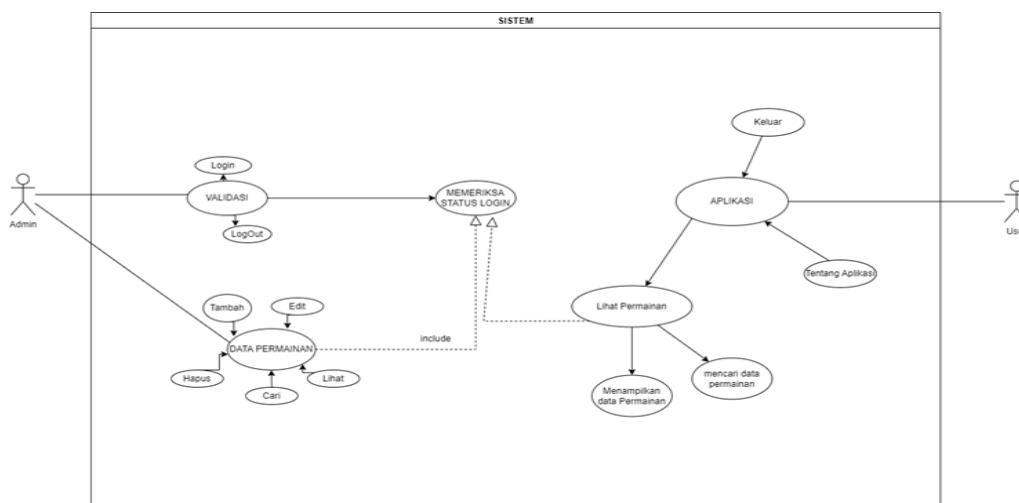 SISTEM
Keluar
Login
VALIDASI
MEMERIKSA
STATUS LOGIN
APLIKASI
Admin
LogOut
Tentang Aplikasi
Tambah
Edit
Lihat Permainan
include
DATA PERMAINAN
Hapus
Lihat
Cari
mencari data
permainan
Menampilkan
data Permainan